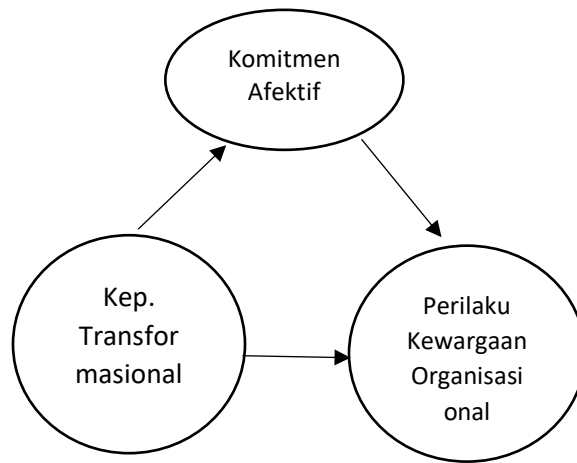 Komitmen
Afektif
Kep.
Transfor
masional
Perilaku
Kewargaan
Organisasi
onal